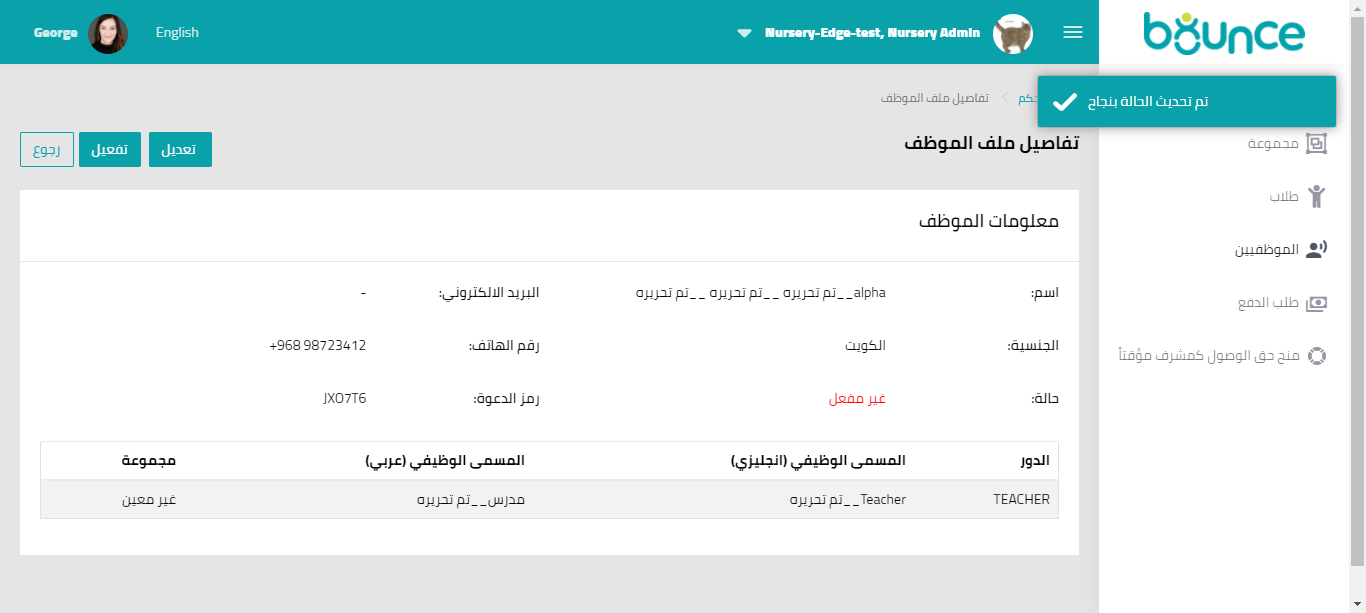 bounce
Nursery-Edge-test, Nursery Admin
English
George
تم تحديث الحالة بنجاح
تفاصيل ملف الموظف
تفاصيل ملف الموظف
تعديل
تفعيل
رجوع
مجموعة
طلاب
الموظفيين
طلب الدفع
منح حق الوصول كمشرف مؤقتاً
معلومات الموظف
اسم: alpha__تم تحريره __تم تحريره __تم تحريره البريد الالكتروني: -
الجنسية: الكويت رقم الهاتف: +968 98723412
حالة: غير مفعل رمز الدعوة: JXO7T6
الدور المسمى الوظيفي (انجليزي) المسمى الوظيفي (عربي) مجموعة
TEACHER Teacher__تم تحريره مدرس__تم تحريره غير معين